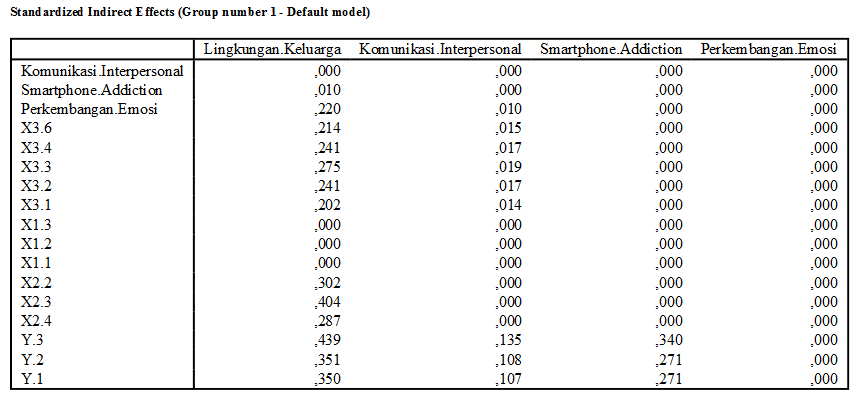 Standardized Indirect Effects (Group number 1 - Default model)
Lingkungan.Keluarga Komunikasi.Interpersonal Smartphone.Addiction Perkembangan.Emosi
Komunikasi.Interpersonal ,000 ,000 ,000 ,000
Smartphone.Addiction ,010 ,000 ,000 ,000
Perkembangan.Emosi ,220 ,010 ,000 ,000
X3.6 ,214 ,015 ,000 ,000
X3.4 ,241 ,017 ,000 ,000
X3.3 ,275 ,019 ,000 ,000
X3.2 ,241 ,017 ,000 ,000
X3.1 ,202 ,014 ,000 ,000
X1.3 ,000 ,000 ,000 ,000
X1.2 ,000 ,000 ,000 ,000
X1.1 ,000 ,000 ,000 ,000
X2.2 ,302 ,000 ,000 ,000
X2.3 ,404 ,000 ,000 ,000
X2.4 ,287 ,000 ,000 ,000
Y.3 ,439 ,135 ,340 ,000
Y.2 ,351 ,108 ,271 ,000
Y.1 ,350 ,107 ,271 ,000